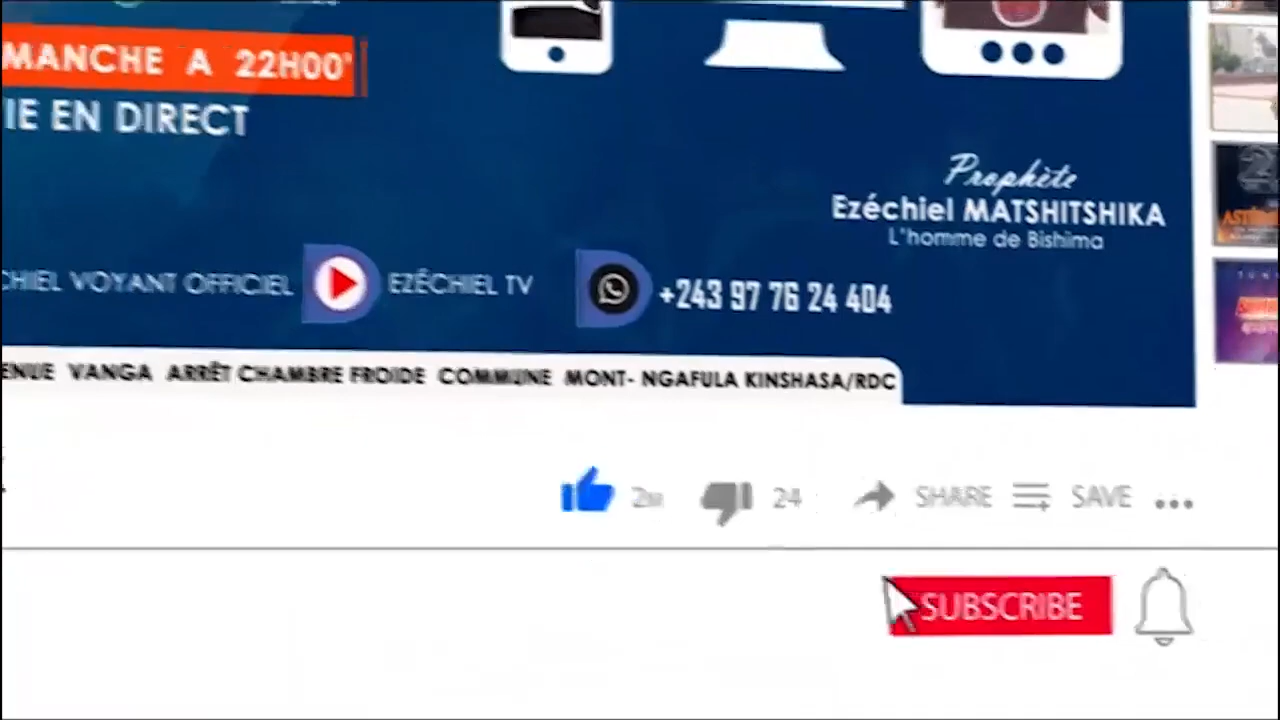 MANCHE A 22H00'
IE EN DIRECT
Prophète
Ezéchiel MATSHITSHIKA
L'homme de Bishima
CHIEL VOYANT OFFICIEL
EZÉCHIEL TV
+243 97 76 24 404
ENUE VANGA ARRÊT CHAMBRE FROIDE COMMUNE MONT- NGAFULA KINSHASA/RDC
2M 24 SHARE SAVE
SUBSCRIBE